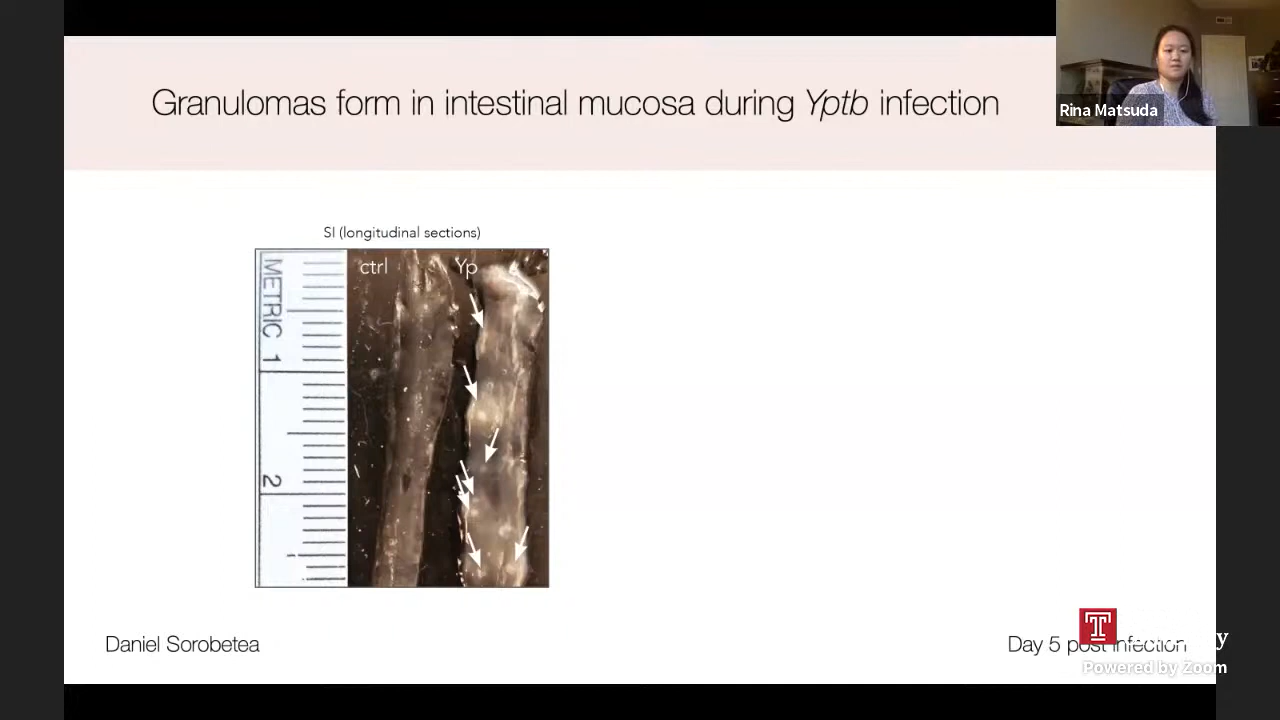 Granulomas form in intestinal mucosa during Yptb infection
Rina Matsuda
SI (longitudinal sections)
METRIC 1
2
ctrl
Yp
Daniel Sorobetea
Day 5 post infection
T
y
Powered by Zoom